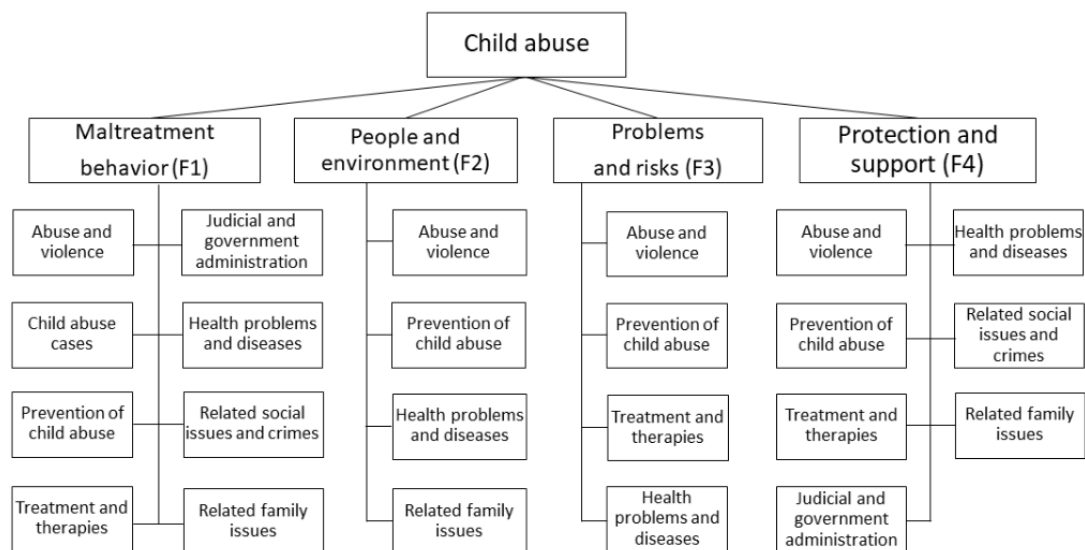 Child abuse
Maltreatment
behavior (F1)
People and
environment (F2)
Problems
and risks (F3)
Protection and
support (F4)
Abuse and
violence
Judicial and
government
administration
Child abuse
cases
Health problems
and diseases
Prevention of
child abuse
Related social
issues and crimes
Treatment and
therapies
Related family
issues
Abuse and
violence
Prevention of
child abuse
Health problems
and diseases
Related family
issues
Abuse and
violence
Prevention of
child abuse
Treatment and
therapies
Health
problems and
diseases
Abuse and
violence
Health problems
and diseases
Prevention of
child abuse
Related social
issues and
crimes
Treatment and
therapies
Related family
issues
Judicial and
government
administration